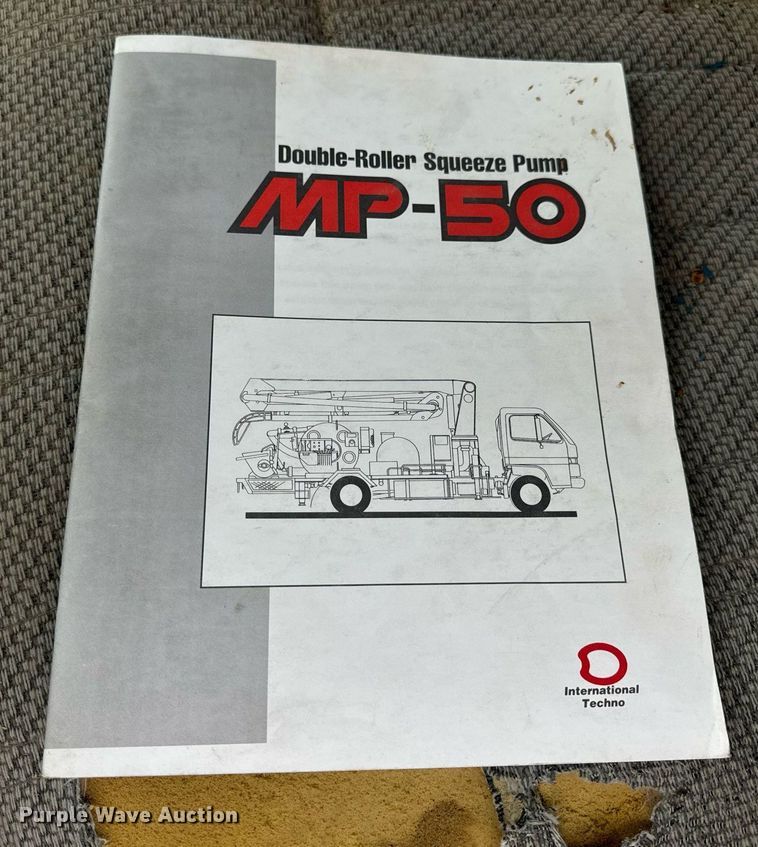 Double-Roller Squeeze Pump
MP-50
International
Techno
Purple Wave Auction